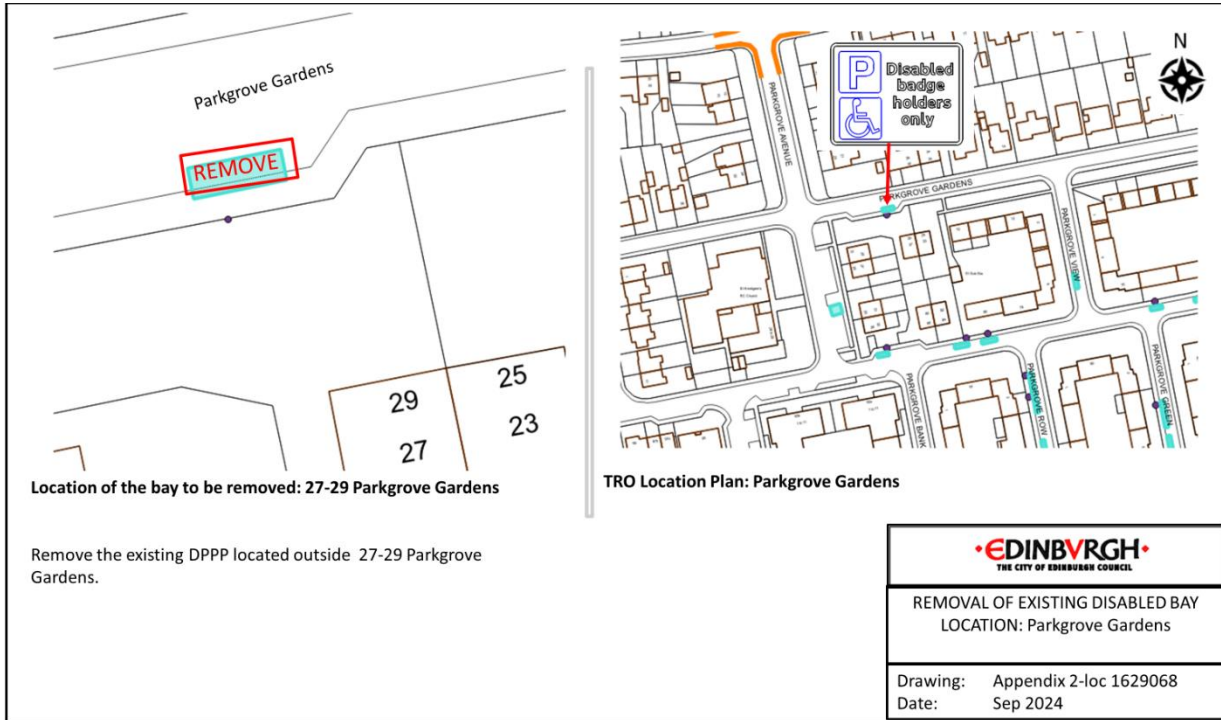 Parkgrove Gardens
REMOVE
29
25
27
23
Location of the bay to be removed: 27-29 Parkgrove Gardens
Remove the existing DPPP located outside 27-29 Parkgrove
Gardens.
N
P
Disabled
badge
holders
only
PARKGROVE AVENUE
PARKGROVE GARDENS
PARKGROVE VIEW
PARKGROVE BANK
PARKGROVE ROW
PARKGROVE GREEN
TRO Location Plan: Parkgrove Gardens
EDINBVRGH
THE CITY OF EDINBURGH COUNCIL
REMOVAL OF EXISTING DISABLED BAY
LOCATION: Parkgrove Gardens
Drawing: Appendix 2-loc 1629068
Date: Sep 2024